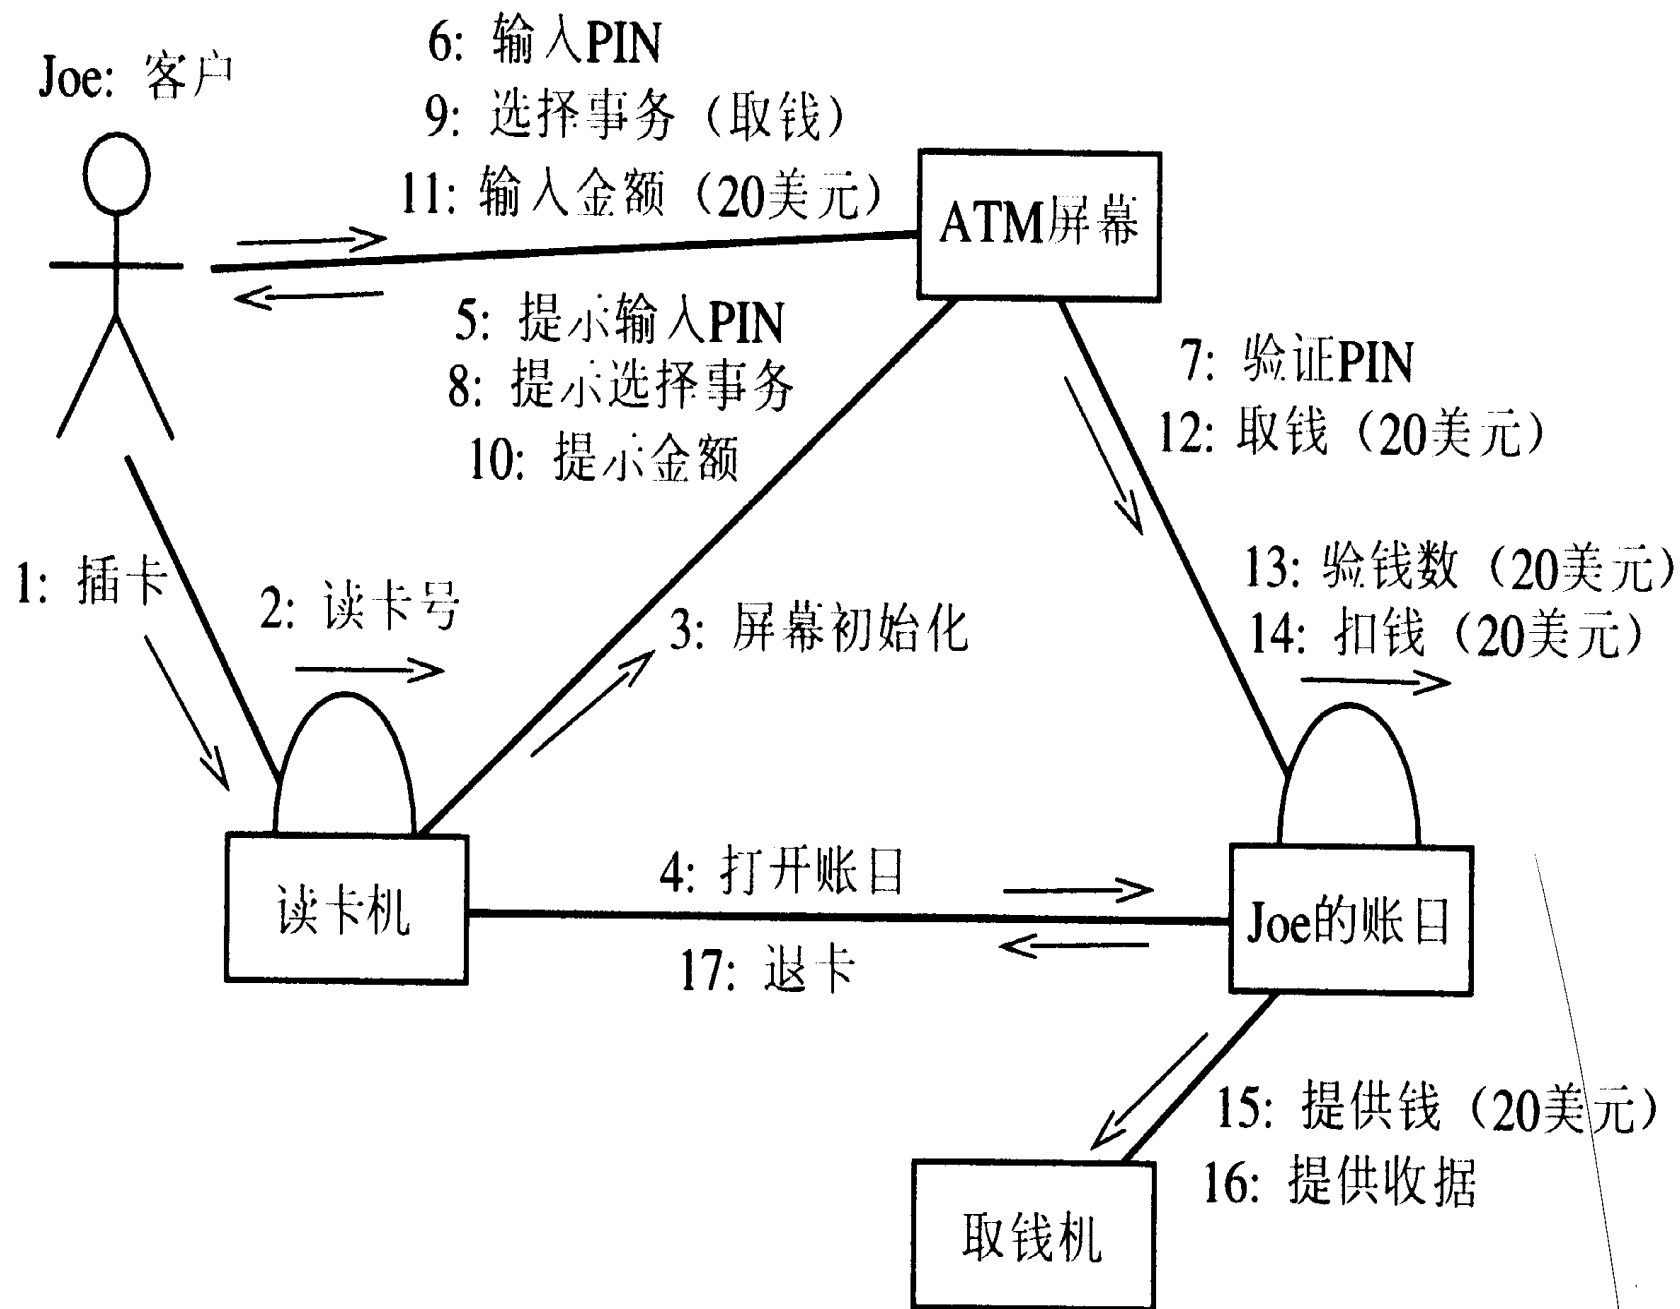 Joe: 客户
6: 输入PIN
9: 选择事务（取钱）
11: 输入金额（20美元）
ATM屏幕
5: 提示输入PIN
8: 提示选择事务
10: 提示金额
7: 验证PIN
12: 取钱（20美元）
1: 插卡
2: 读卡号
3: 屏幕初始化
13: 验钱数（20美元）
14: 扣钱（20美元）
读卡机
4: 打开账目
17: 退卡
Joe的账目
15: 提供钱（20美元）
16: 提供收据
取钱机